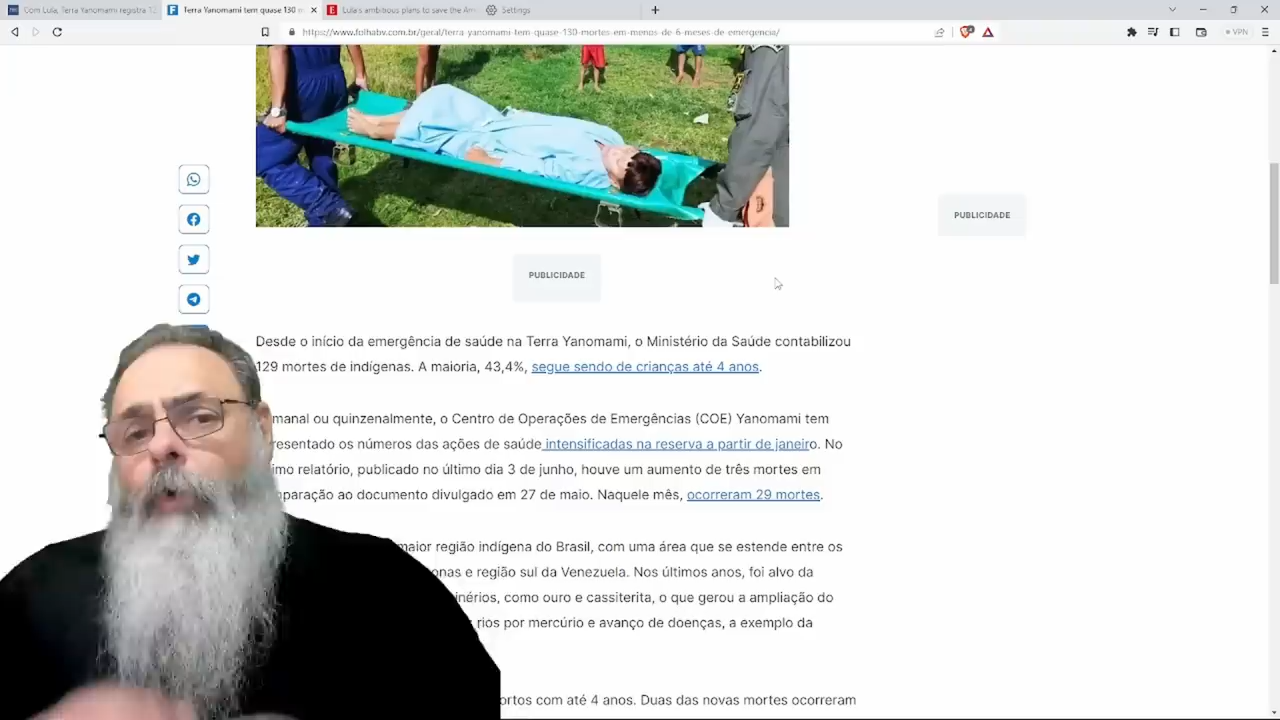 Com Lula, Terra Yanomami registra 12
Terra Yanomami tem quase 130 m
Lula's ambitious plans to save the Am
Settings
https://www.folhabv.com.br/geral/terra-yanomami-tem-quase-130-mortes-em-menos-de-6-meses-de-emergencia/
VPN
PUBLICIDADE
PUBLICIDADE
Desde o início da emergência de saúde na Terra Yanomami, o Ministério da Saúde contabilizou
129 mortes de indígenas. A maioria, 43,4%, segue sendo de crianças até 4 anos.
manal ou quinzenalmente, o Centro de Operações de Emergências (COE) Yanomami tem
resentado os números das ações de saúde intensificadas na reserva a partir de janeiro. No
imo relatório, publicado no último dia 3 de junho, houve um aumento de três mortes em
paração ao documento divulgado em 27 de maio. Naquele mês, ocorreram 29 mortes.
maior região indígena do Brasil, com uma área que se estende entre os
onas e região sul da Venezuela. Nos últimos anos, foi alvo da
inérios, como ouro e cassiterita, o que gerou a ampliação do
rios por mercúrio e avanço de doenças, a exemplo da
ortos com até 4 anos. Duas das novas mortes ocorreram